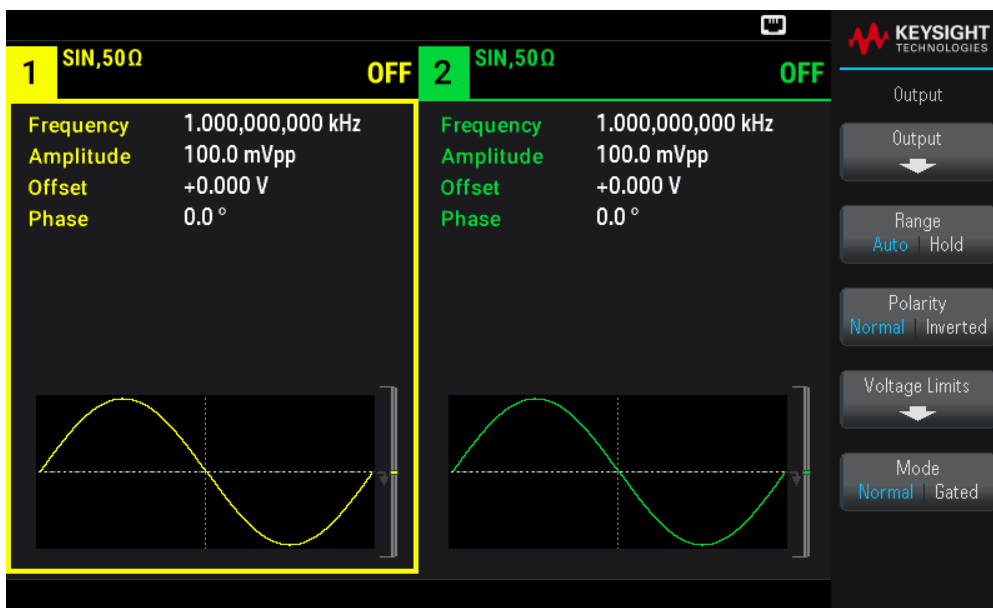 KEYSIGHT
TECHNOLOGIES
1 SIN,50Ω OFF
2 SIN,50Ω OFF
Frequency 1.000,000,000 kHz
Amplitude 100.0 mVpp
Offset +0.000 V
Phase 0.0 °
Frequency 1.000,000,000 kHz
Amplitude 100.0 mVpp
Offset +0.000 V
Phase 0.0 °
Output
Output
Range
Auto | Hold
Polarity
Normal | Inverted
Voltage Limits
Mode
Normal | Gated